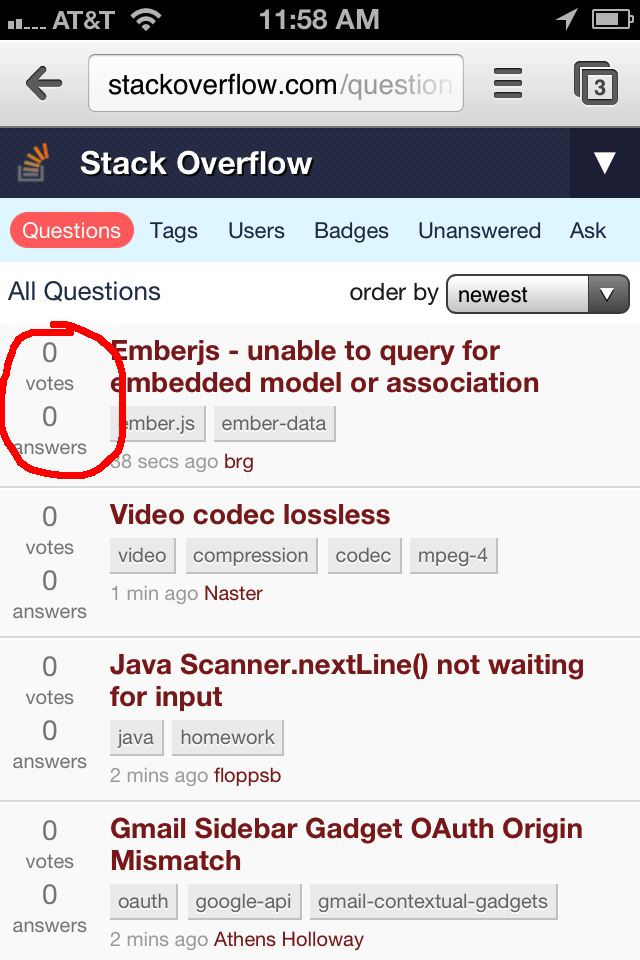 AT&T 11:58 AM
stackoverflow.com/question
3
Stack Overflow
Questions Tags Users Badges Unanswered Ask
All Questions order by newest
0 votes
0 answers
Emberjs - unable to query for
embedded model or association
ember.js ember-data
38 secs ago brg
0 votes
0 answers
Video codec lossless
video compression codec mpeg-4
1 min ago Naster
0 votes
0 answers
Java Scanner.nextLine() not waiting
for input
java homework
2 mins ago floppsb
0 votes
0 answers
Gmail Sidebar Gadget OAuth Origin
Mismatch
oauth google-api gmail-contextual-gadgets
2 mins ago Athens Holloway